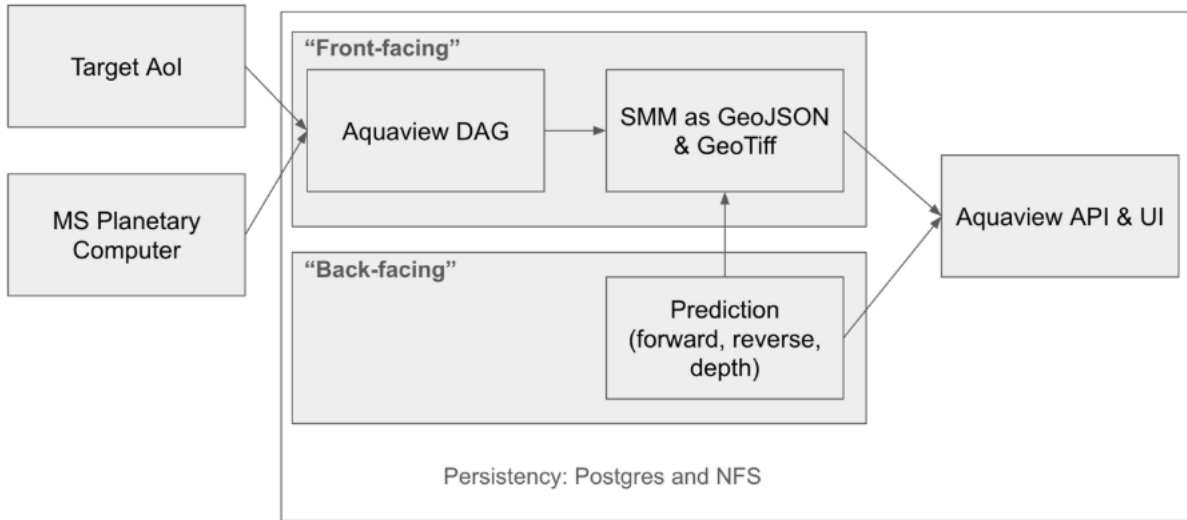 Target AoI
MS Planetary
Computer
“Front-facing”
Aquaview DAG
SMM as GeoJSON
& GeoTiff
“Back-facing”
Prediction
(forward, reverse,
depth)
Aquaview API & UI
Persistency: Postgres and NFS